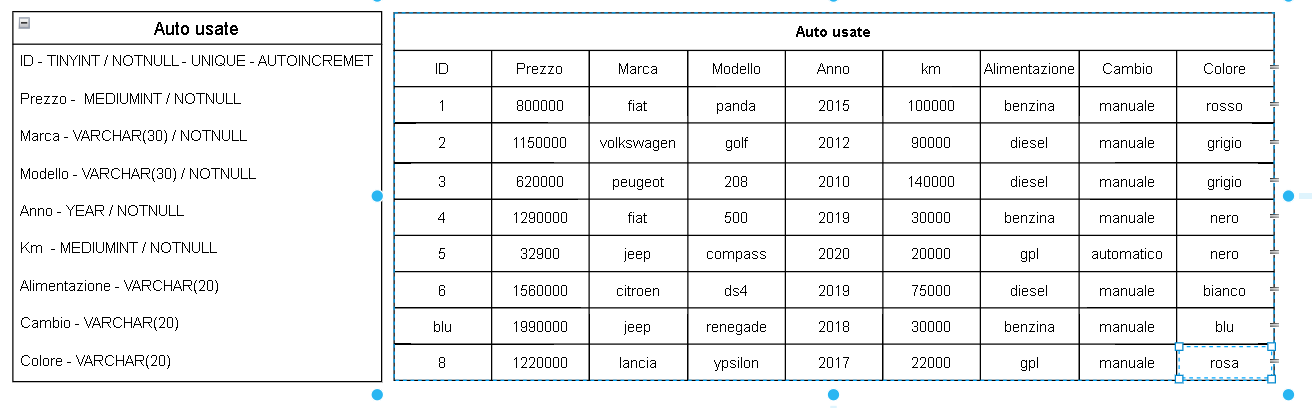 Auto usate
ID - TINYINT / NOTNULL - UNIQUE - AUTOINCREMET
Prezzo - MEDIUMINT / NOTNULL
Marca - VARCHAR(30) / NOTNULL
Modello - VARCHAR(30) / NOTNULL
Anno - YEAR / NOTNULL
Km - MEDIUMINT / NOTNULL
Alimentazione - VARCHAR(20)
Cambio - VARCHAR(20)
Colore - VARCHAR(20)
Auto usate
ID Prezzo Marca Modello Anno km Alimentazione Cambio Colore
1 800000 fiat panda 2015 100000 benzina manuale rosso
2 1150000 volkswagen golf 2012 90000 diesel manuale grigio
3 620000 peugeot 208 2010 140000 diesel manuale grigio
4 1290000 fiat 500 2019 30000 benzina manuale nero
5 32900 jeep compass 2020 20000 gpl automatico nero
6 1560000 citroen ds4 2019 75000 diesel manuale bianco
blu 1990000 jeep renegade 2018 30000 benzina manuale blu
8 1220000 lancia ypsilon 2017 22000 gpl manuale rosa